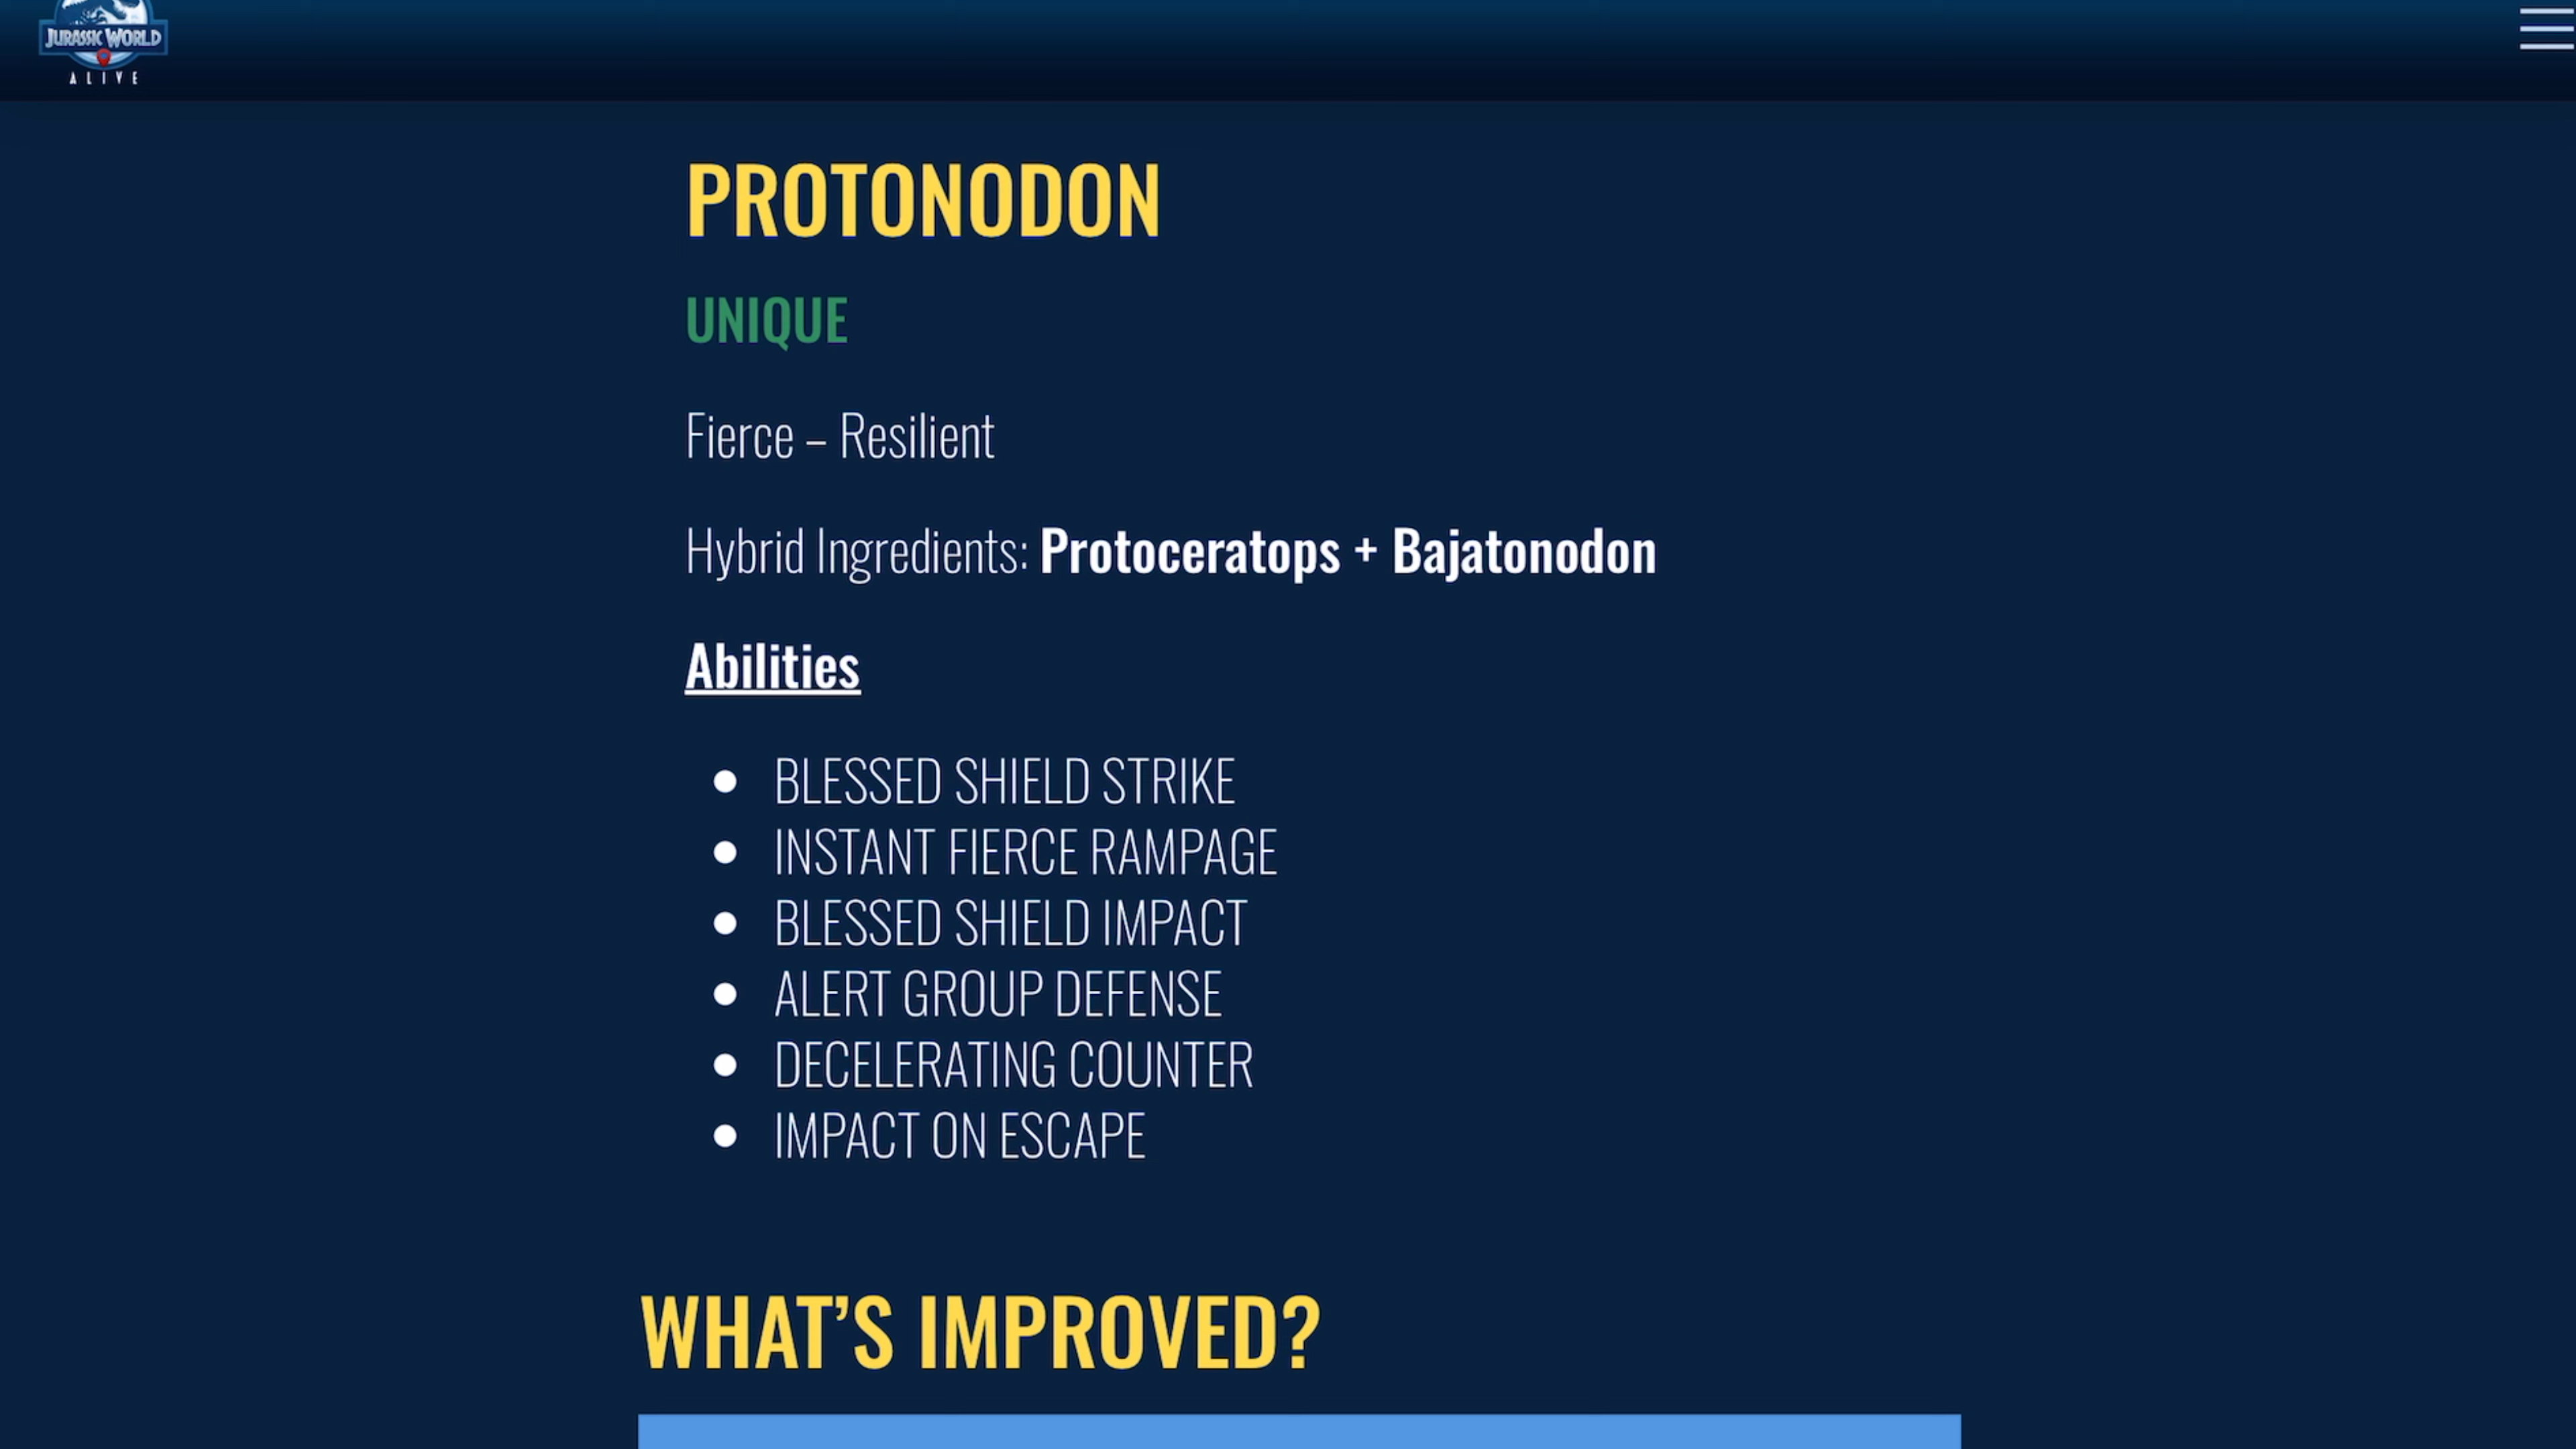 JURASSIC WORLD
ALIVE
PROTONODON
UNIQUE
Fierce – Resilient
Hybrid Ingredients: Protoceratops + Bajatonodon
Abilities
● BLESSED SHIELD STRIKE
● INSTANT FIERCE RAMPAGE
● BLESSED SHIELD IMPACT
● ALERT GROUP DEFENSE
● DECELERATING COUNTER
● IMPACT ON ESCAPE
WHAT’S IMPROVED?